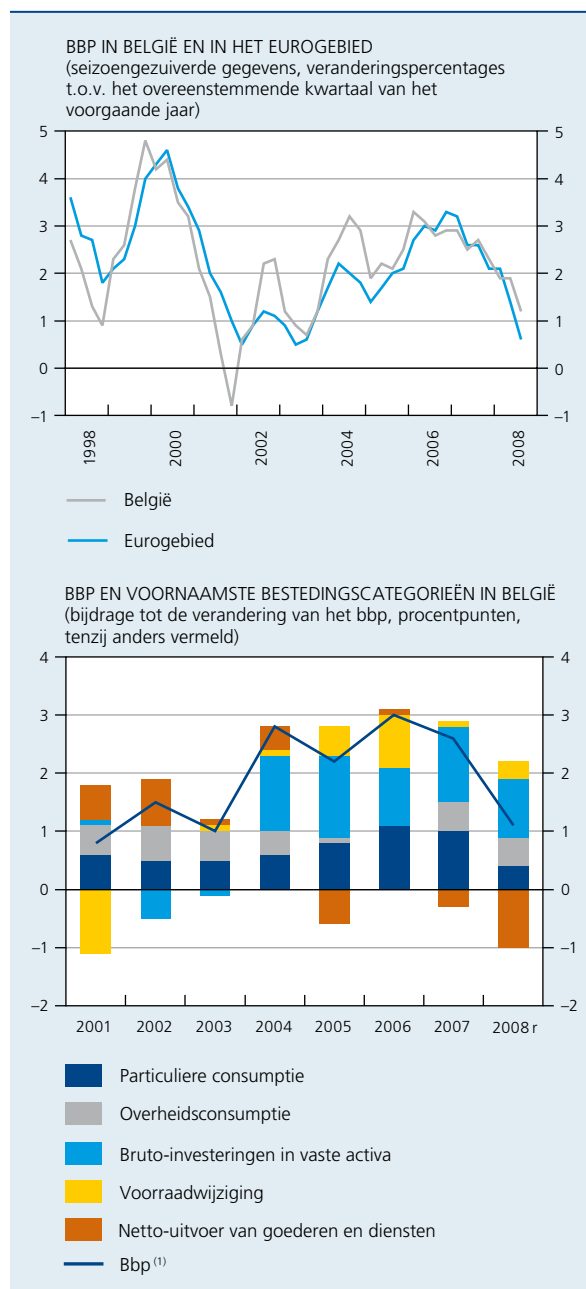 BBP IN BELGIË EN IN HET EUROGEBIED
(seizoengezuiverde gegevens, veranderingspercentages
t.o.v. het overeenstemmende kwartaal van het
voorgaande jaar)
5 5
4 4
3 3
2 2
1 1
0 0
–1 –1
1998 2000 2002 2004 2006 2008
België
Eurogebied
BBP EN VOORNAAMSTE BESTEDINGSCATEGORIEËN IN BELGIË
(bijdrage tot de verandering van het bbp, procentpunten,
tenzij anders vermeld)
4 4
3 3
2 2
1 1
0 0
–1 –1
–2 –2
2001 2002 2003 2004 2005 2006 2007 2008 r
Particuliere consumptie
Overheidsconsumptie
Bruto-investeringen in vaste activa
Voorraadwijziging
Netto-uitvoer van goederen en diensten
Bbp (1)